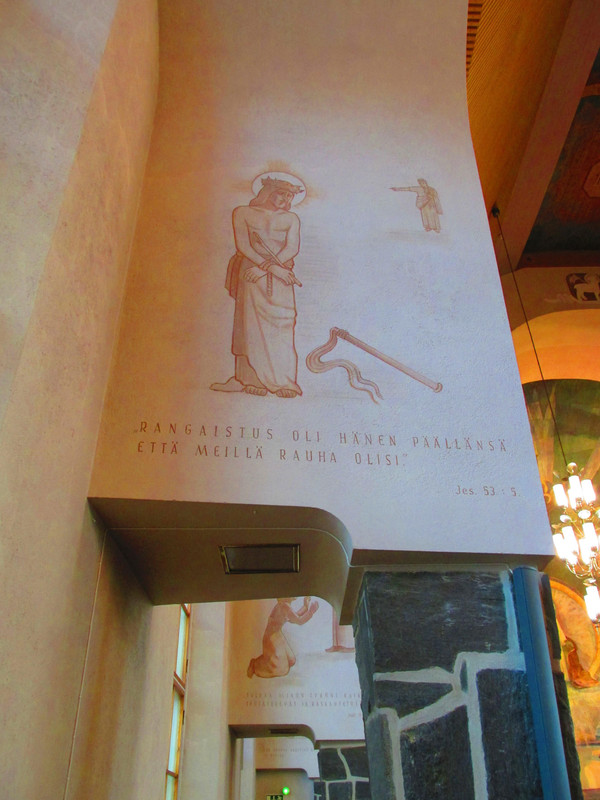 „RANGAISTUS OLI HÄNEN PÄÄLLÄNSÄ
ETTÄ MEILLÄ RAUHA OLISI."
Jes. 53 : 5.